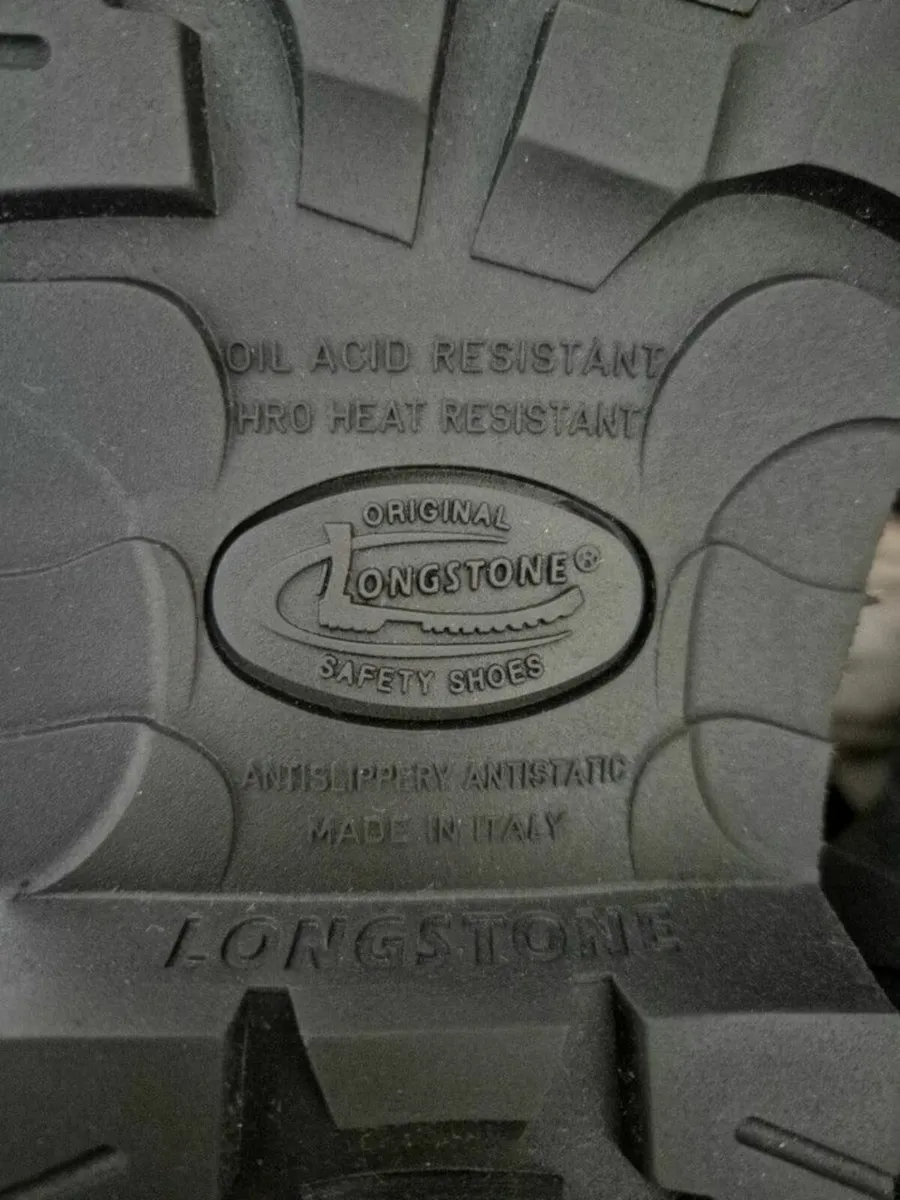 OIL ACID RESISTANT
HRO HEAT RESISTANT
ORIGINAL
LONGSTONE®
SAFETY SHOES
ANTISLIPPERY ANTISTATIC
MADE IN ITALY
LONGSTONE